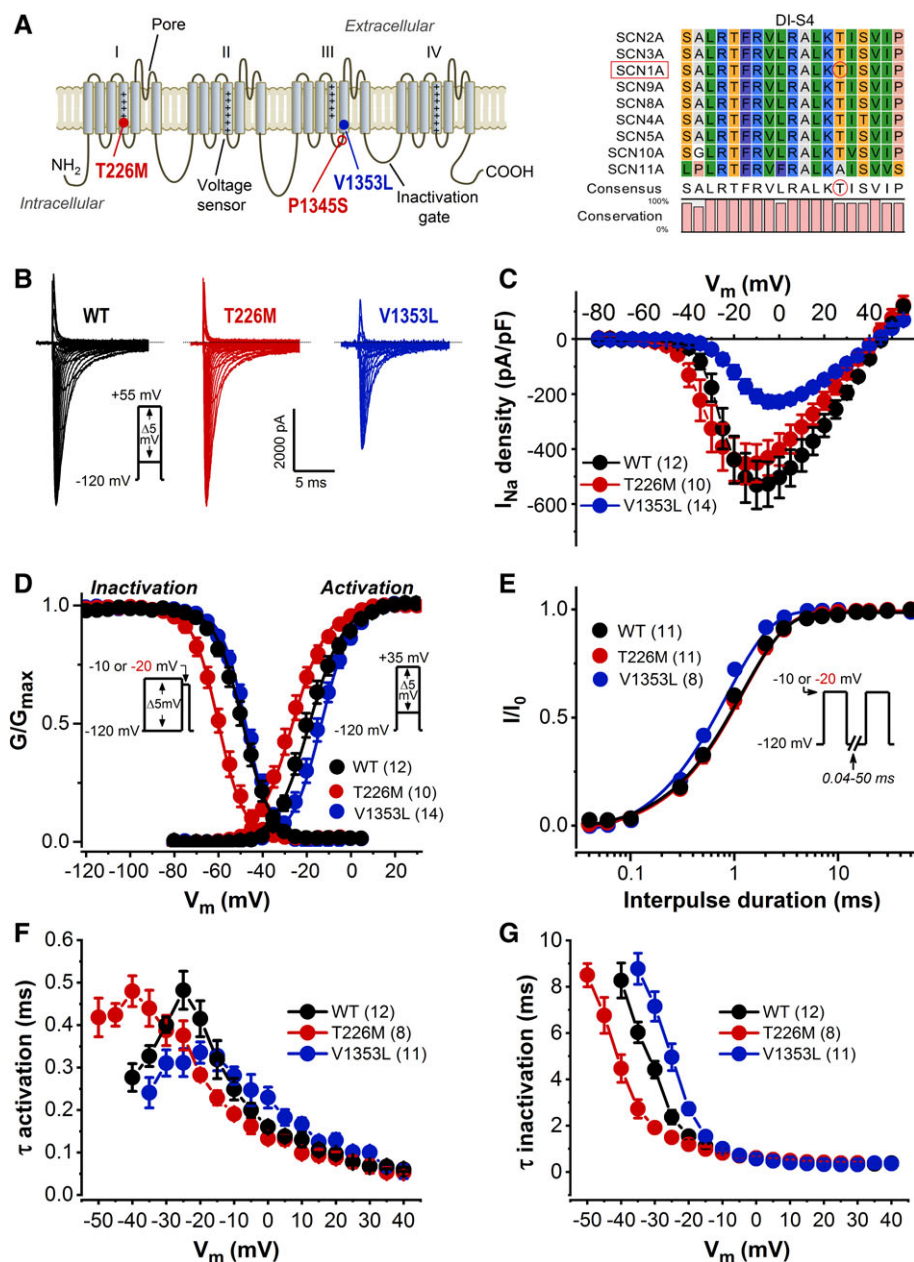 A
I
II
III
IV
Pore
Extracellular
NH2
T226M
Voltage
sensor
P1345S
V1353L
Inactivation
gate
COOH
Intracellular
DI-S4
SCN2A S A L R T F R V L R A L K T I S V I P
SCN3A S A L R T F R V L R A L K T I S V I P
SCN1A S A L R T F R V L R A L K T I S V I P
SCN9A S A L R T F R V L R A L K T I S V I P
SCN8A S A L R T F R V L R A L K T I S V I P
SCN4A S A L R T F R V L R A L K T I T V I P
SCN5A S A L R T F R V L R A L K T I S V I P
SCN10A S G L R T F R V L R A L K T I S V I P
SCN11A L P L R T F R V F R A L K A I S V I P
Consensus S A L R T F R V L R A L K T I S V I P
100%
Conservation
0%
B
WT
T226M
V1353L
+55 mV
Δ5
mV
-120 mV
2000 pA
5 ms
C
Vm (mV)
-80 -60 -40 -20 0 20 40
0
-200
-400
-600
INa density (pA/pF)
WT (12)
T226M (10)
V1353L (14)
D
Inactivation
Activation
1.0
0.5
0.0
G/Gmax
-10 or -20 mV
Δ5mV
-120 mV
+35 mV
Δ5
mV
-120 mV
WT (12)
T226M (10)
V1353L (14)
-120 -100 -80 -60 -40 -20 0 20
Vm (mV)
E
1.0
0.5
0.0
I/I0
WT (11)
T226M (11)
V1353L (8)
-10 or -20 mV
-120 mV
0.04-50 ms
0.1 1 10
Interpulse duration (ms)
F
0.6
0.5
0.4
0.3
0.2
0.1
0.0
τ activation (ms)
WT (12)
T226M (8)
V1353L (11)
-50 -40 -30 -20 -10 0 10 20 30 40
Vm (mV)
G
10
8
6
4
2
0
τ inactivation (ms)
WT (12)
T226M (8)
V1353L (11)
-50 -40 -30 -20 -10 0 10 20 30 40
Vm (mV)